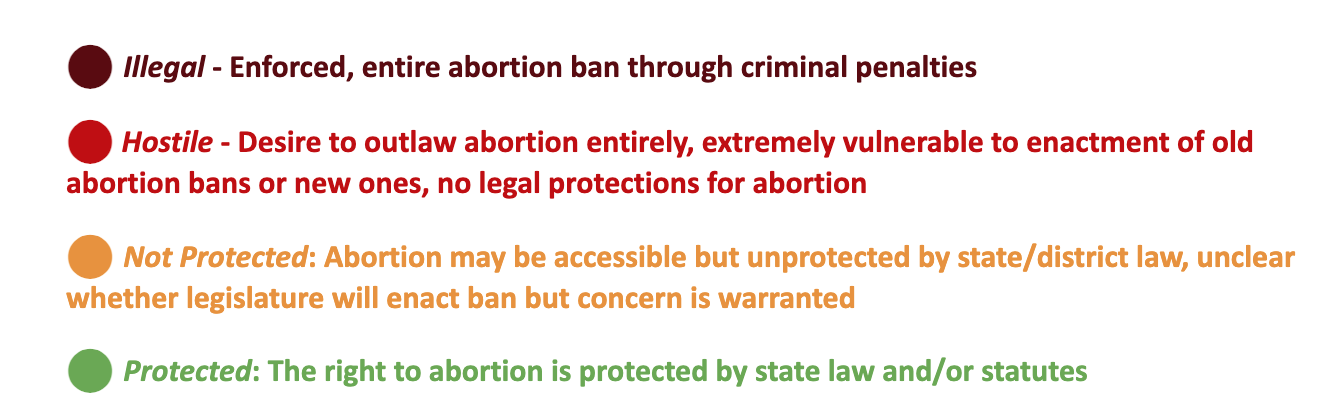 Illegal - Enforced, entire abortion ban through criminal penalties
Hostile - Desire to outlaw abortion entirely, extremely vulnerable to enactment of old
abortion bans or new ones, no legal protections for abortion
Not Protected: Abortion may be accessible but unprotected by state/district law, unclear
whether legislature will enact ban but concern is warranted
Protected: The right to abortion is protected by state law and/or statutes